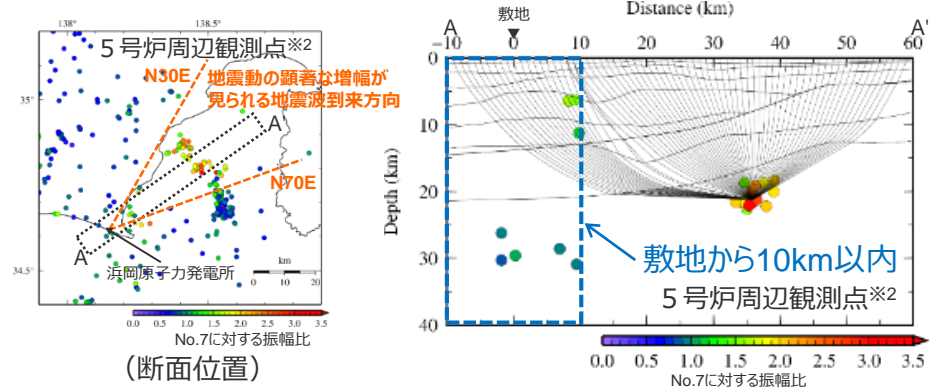 138°
138.5°
５号炉周辺観測点※2
N30E
地震動の顕著な増幅が
見られる地震波到来方向
35°
A'
N70E
A
浜岡原子力発電所
34.5°
km
0 10 20
0.0 0.5 1.0 1.5 2.0 2.5 3.0 3.5
No.7に対する振幅比
（断面位置）
敷地
Distance (km)
A
A'
-10 0 10 20 30 40 50 60
0
10
20
30
40
Depth (km)
敷地から10km以内
５号炉周辺観測点※2
0.0 0.5 1.0 1.5 2.0 2.5 3.0 3.5
No.7に対する振幅比